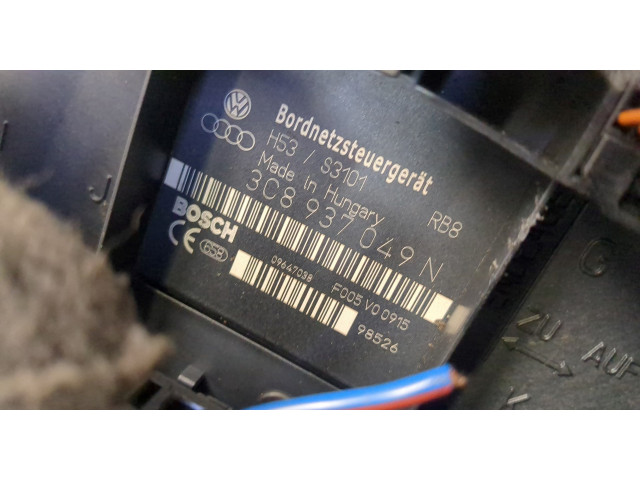 Bordnetzsteuergerät
H53 / S3101
Made in Hungary
RB8
3C8 937 049 N
BOSCH
CE G58
09647038
F005 V0 0915
98526
J
G
ZU AUF
K